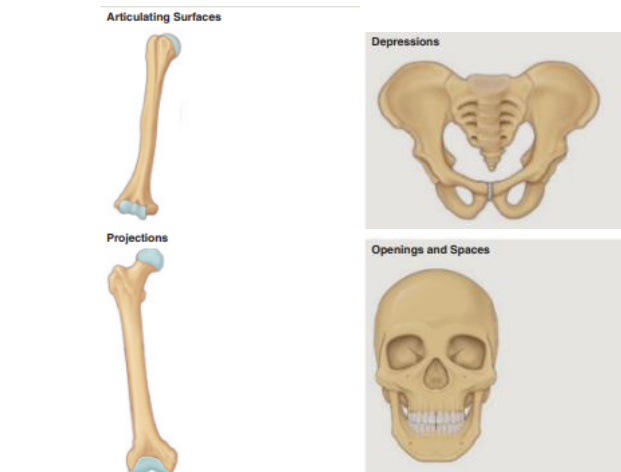 Articulating Surfaces
Depressions
Projections
Openings and Spaces